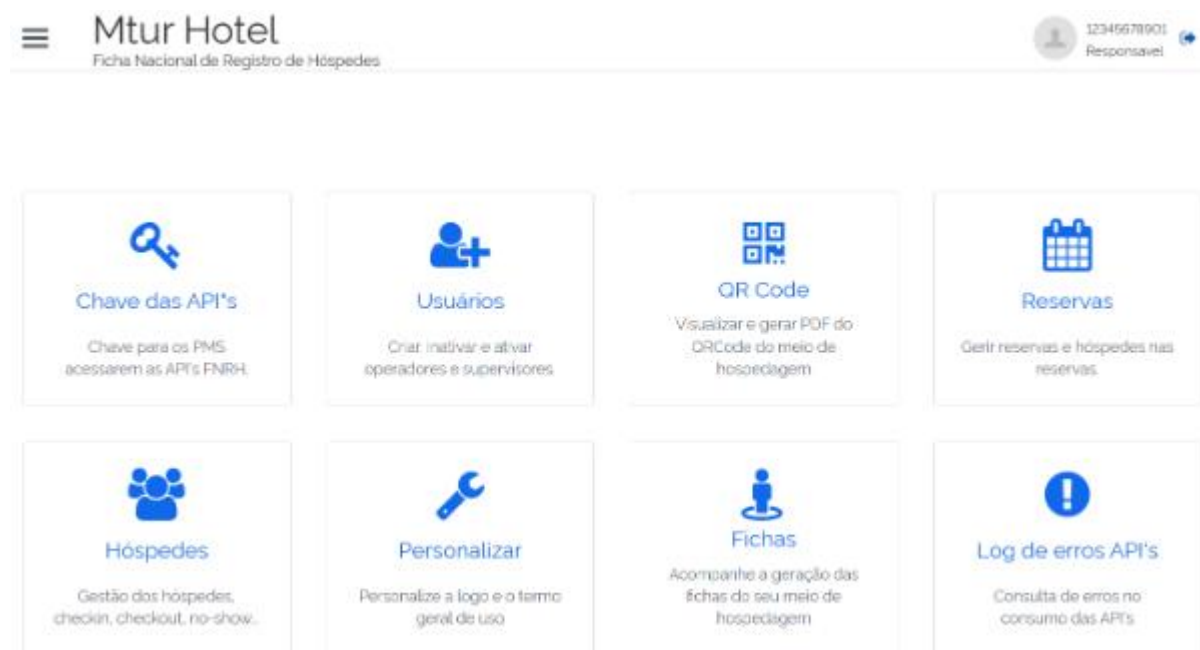 Mtur Hotel
Ficha Nacional de Registro de Hóspedes
12345678901
Responsavel
Chave das API's
Chave para os PMS
acessarem as API's FNRH.
Usuários
Criar, inativar e ativar
operadores e supervisores
QR Code
Visualizar e gerar PDF do
QRCode do meio de
hospedagem
Reservas
Gerir reservas e hóspedes nas
reservas.
Hóspedes
Gestão dos hóspedes,
checkin, checkout, no-show...
Personalizar
Personalize a logo e o termo
geral de uso
Fichas
Acompanhe a geração das
fichas do seu meio de
hospedagem
Log de erros API's
Consulta de erros no
consumo das API's